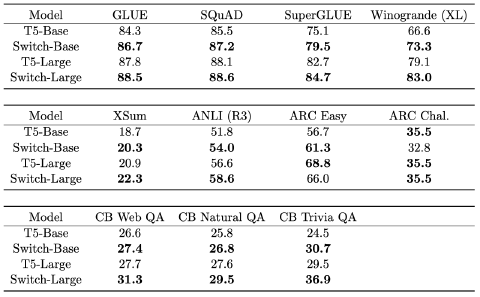 Model GLUE SQuAD SuperGLUE Winogrande (XL)
T5-Base 84.3 85.5 75.1 66.6
Switch-Base 86.7 87.2 79.5 73.3
T5-Large 87.8 88.1 82.7 79.1
Switch-Large 88.5 88.6 84.7 83.0
Model XSum ANLI (R3) ARC Easy ARC Chal.
T5-Base 18.7 51.8 56.7 35.5
Switch-Base 20.3 54.0 61.3 32.8
T5-Large 20.9 56.6 68.8 35.5
Switch-Large 22.3 58.6 66.0 35.5
Model CB Web QA CB Natural QA CB Trivia QA
T5-Base 26.6 25.8 24.5
Switch-Base 27.4 26.8 30.7
T5-Large 27.7 27.6 29.5
Switch-Large 31.3 29.5 36.9